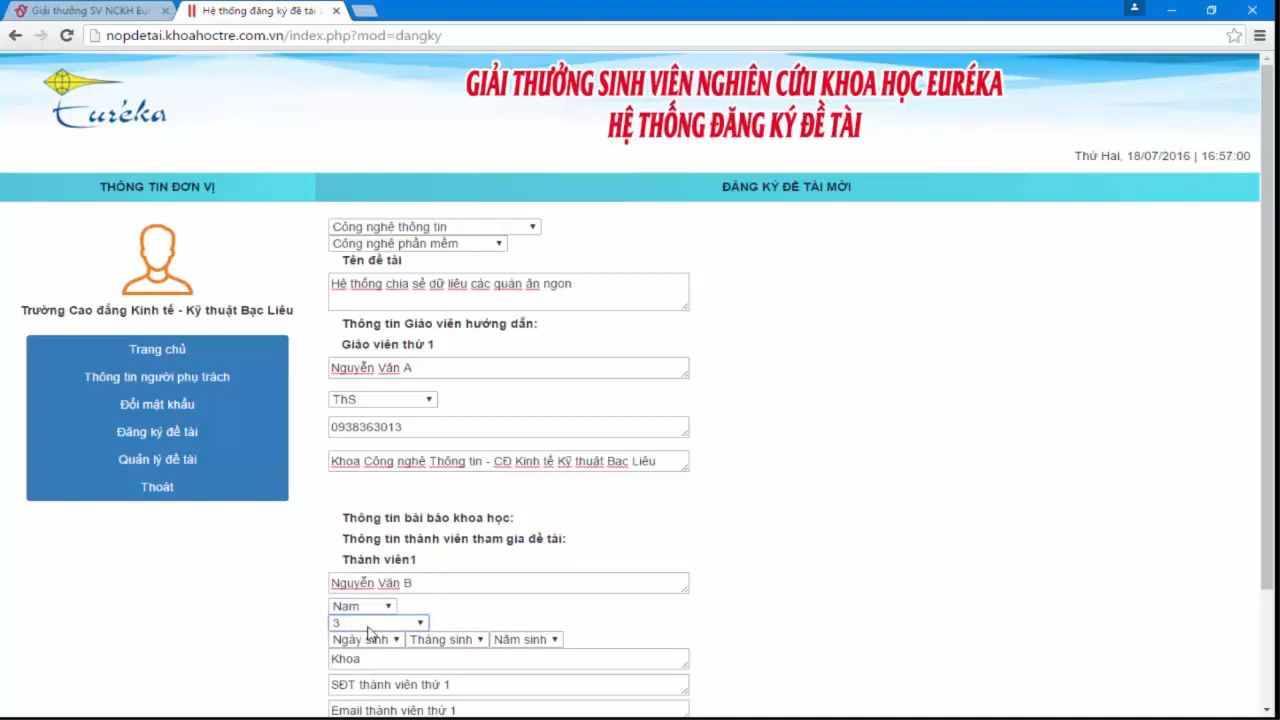 Giải thưởng SV NCKH Eur
Hệ thống đăng ký đề tài
nopdetai.khoahoctre.com.vn/index.php?mod=dangky
Euréka
GIẢI THƯỞNG SINH VIÊN NGHIÊN CỨU KHOA HỌC EURÉKA
HỆ THỐNG ĐĂNG KÝ ĐỀ TÀI
Thứ Hai, 18/07/2016 | 16:57:00
THÔNG TIN ĐƠN VỊ
ĐĂNG KÝ ĐỀ TÀI MỚI
Trường Cao đẳng Kinh tế - Kỹ thuật Bạc Liêu
Trang chủ
Thông tin người phụ trách
Đổi mật khẩu
Đăng ký đề tài
Quản lý đề tài
Thoát
Công nghệ thông tin
Công nghệ phần mềm
Tên đề tài
Hệ thống chia sẻ dữ liệu các quán ăn ngon
Thông tin Giáo viên hướng dẫn:
Giáo viên thứ 1
Nguyễn Văn A
ThS
0938363013
Khoa Công nghệ Thông tin - CĐ Kinh tế Kỹ thuật Bạc Liêu
Thông tin bài báo khoa học:
Thông tin thành viên tham gia đề tài:
Thành viên1
Nguyễn Văn B
Nam
3
Ngày sinh Tháng sinh Năm sinh
Khoa
SĐT thành viên thứ 1
Email thành viên thứ 1